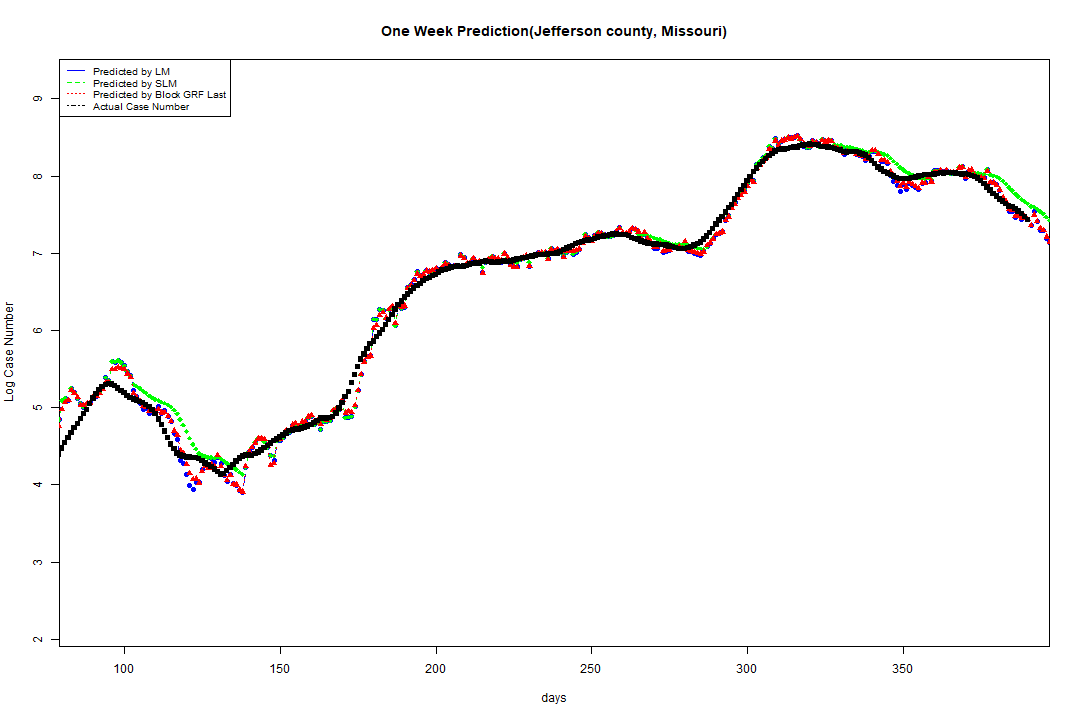 One Week Prediction(Jefferson county, Missouri)
Predicted by LM
Predicted by SLM
Predicted by Block GRF Last
Actual Case Number
9
8
7
6
5
4
3
2
Log Case Number
100 150 200 250 300 350
days